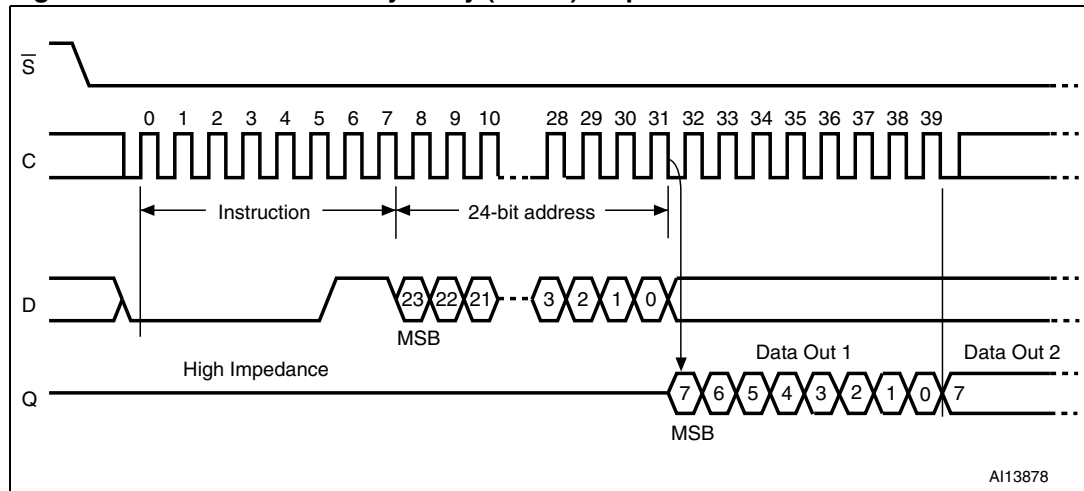 S
0 1 2 3 4 5 6 7 8 9 10 28 29 30 31 32 33 34 35 36 37 38 39
C
Instruction 24-bit address
D
23 22 21 3 2 1 0
MSB
High Impedance
Data Out 1 Data Out 2
Q
7 6 5 4 3 2 1 0 7
MSB
AI13878